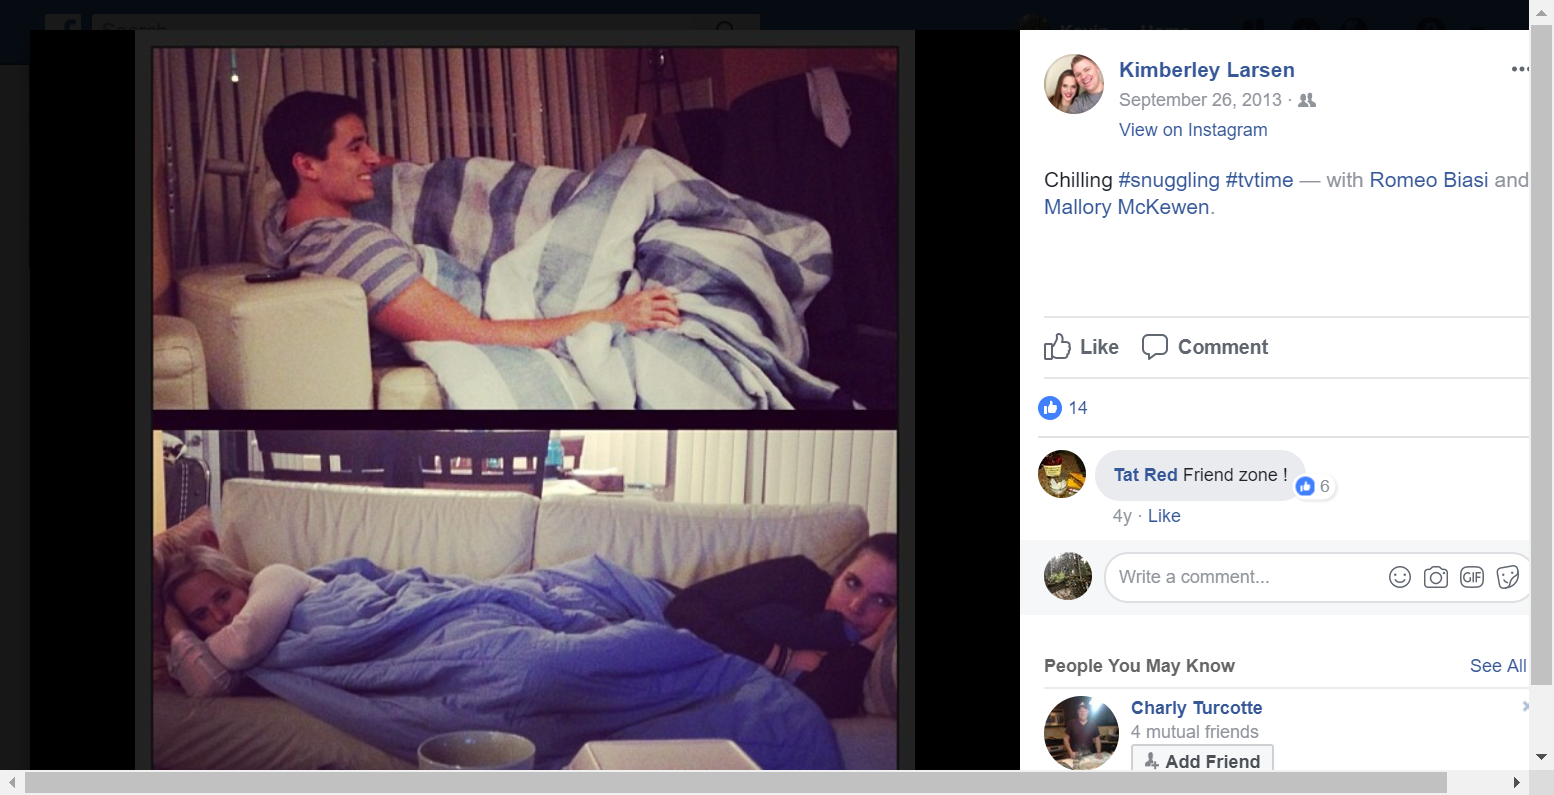 Search
Kimberley Larsen
September 26, 2013 ·
View on Instagram
Chilling #snuggling #tvtime — with Romeo Biasi and
Mallory McKewen.
Like Comment
14
Tat Red Friend zone !
6
4y · Like
Write a comment...
GIF
People You May Know
See All
Charly Turcotte
4 mutual friends
Add Friend